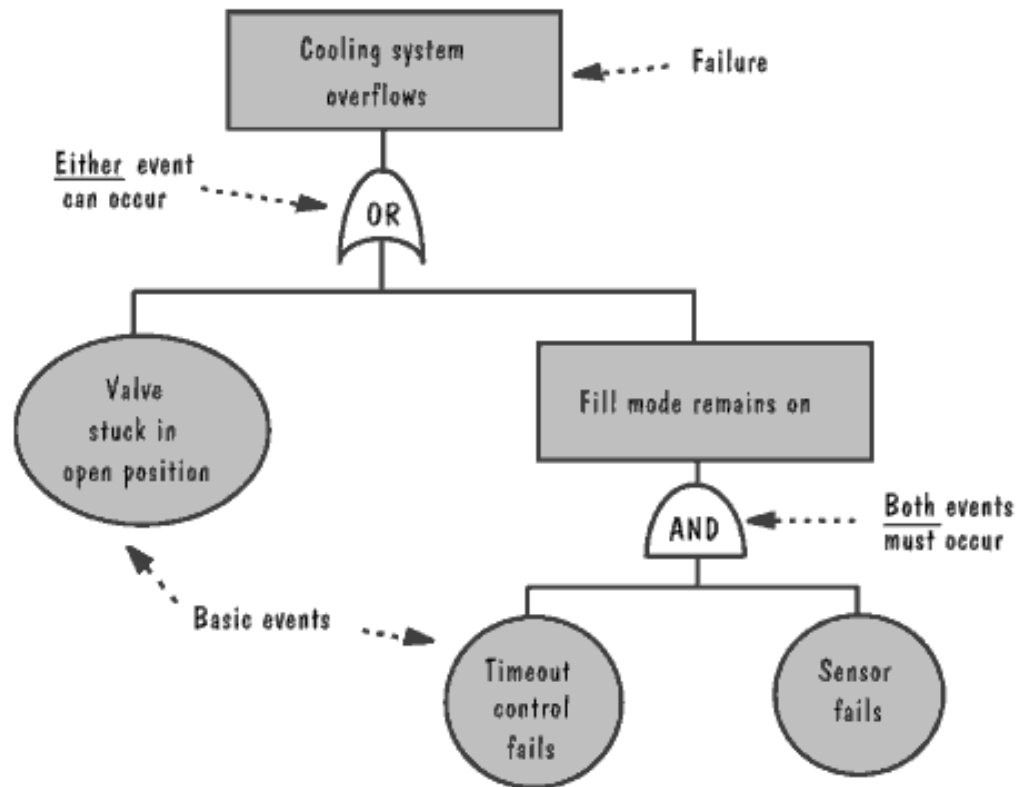 Cooling system
overflows
Failure
Either event
can occur
OR
Valve
stuck in
open position
Fill mode remains on
AND
Both events
must occur
Basic events
Timeout
control
fails
Sensor
fails